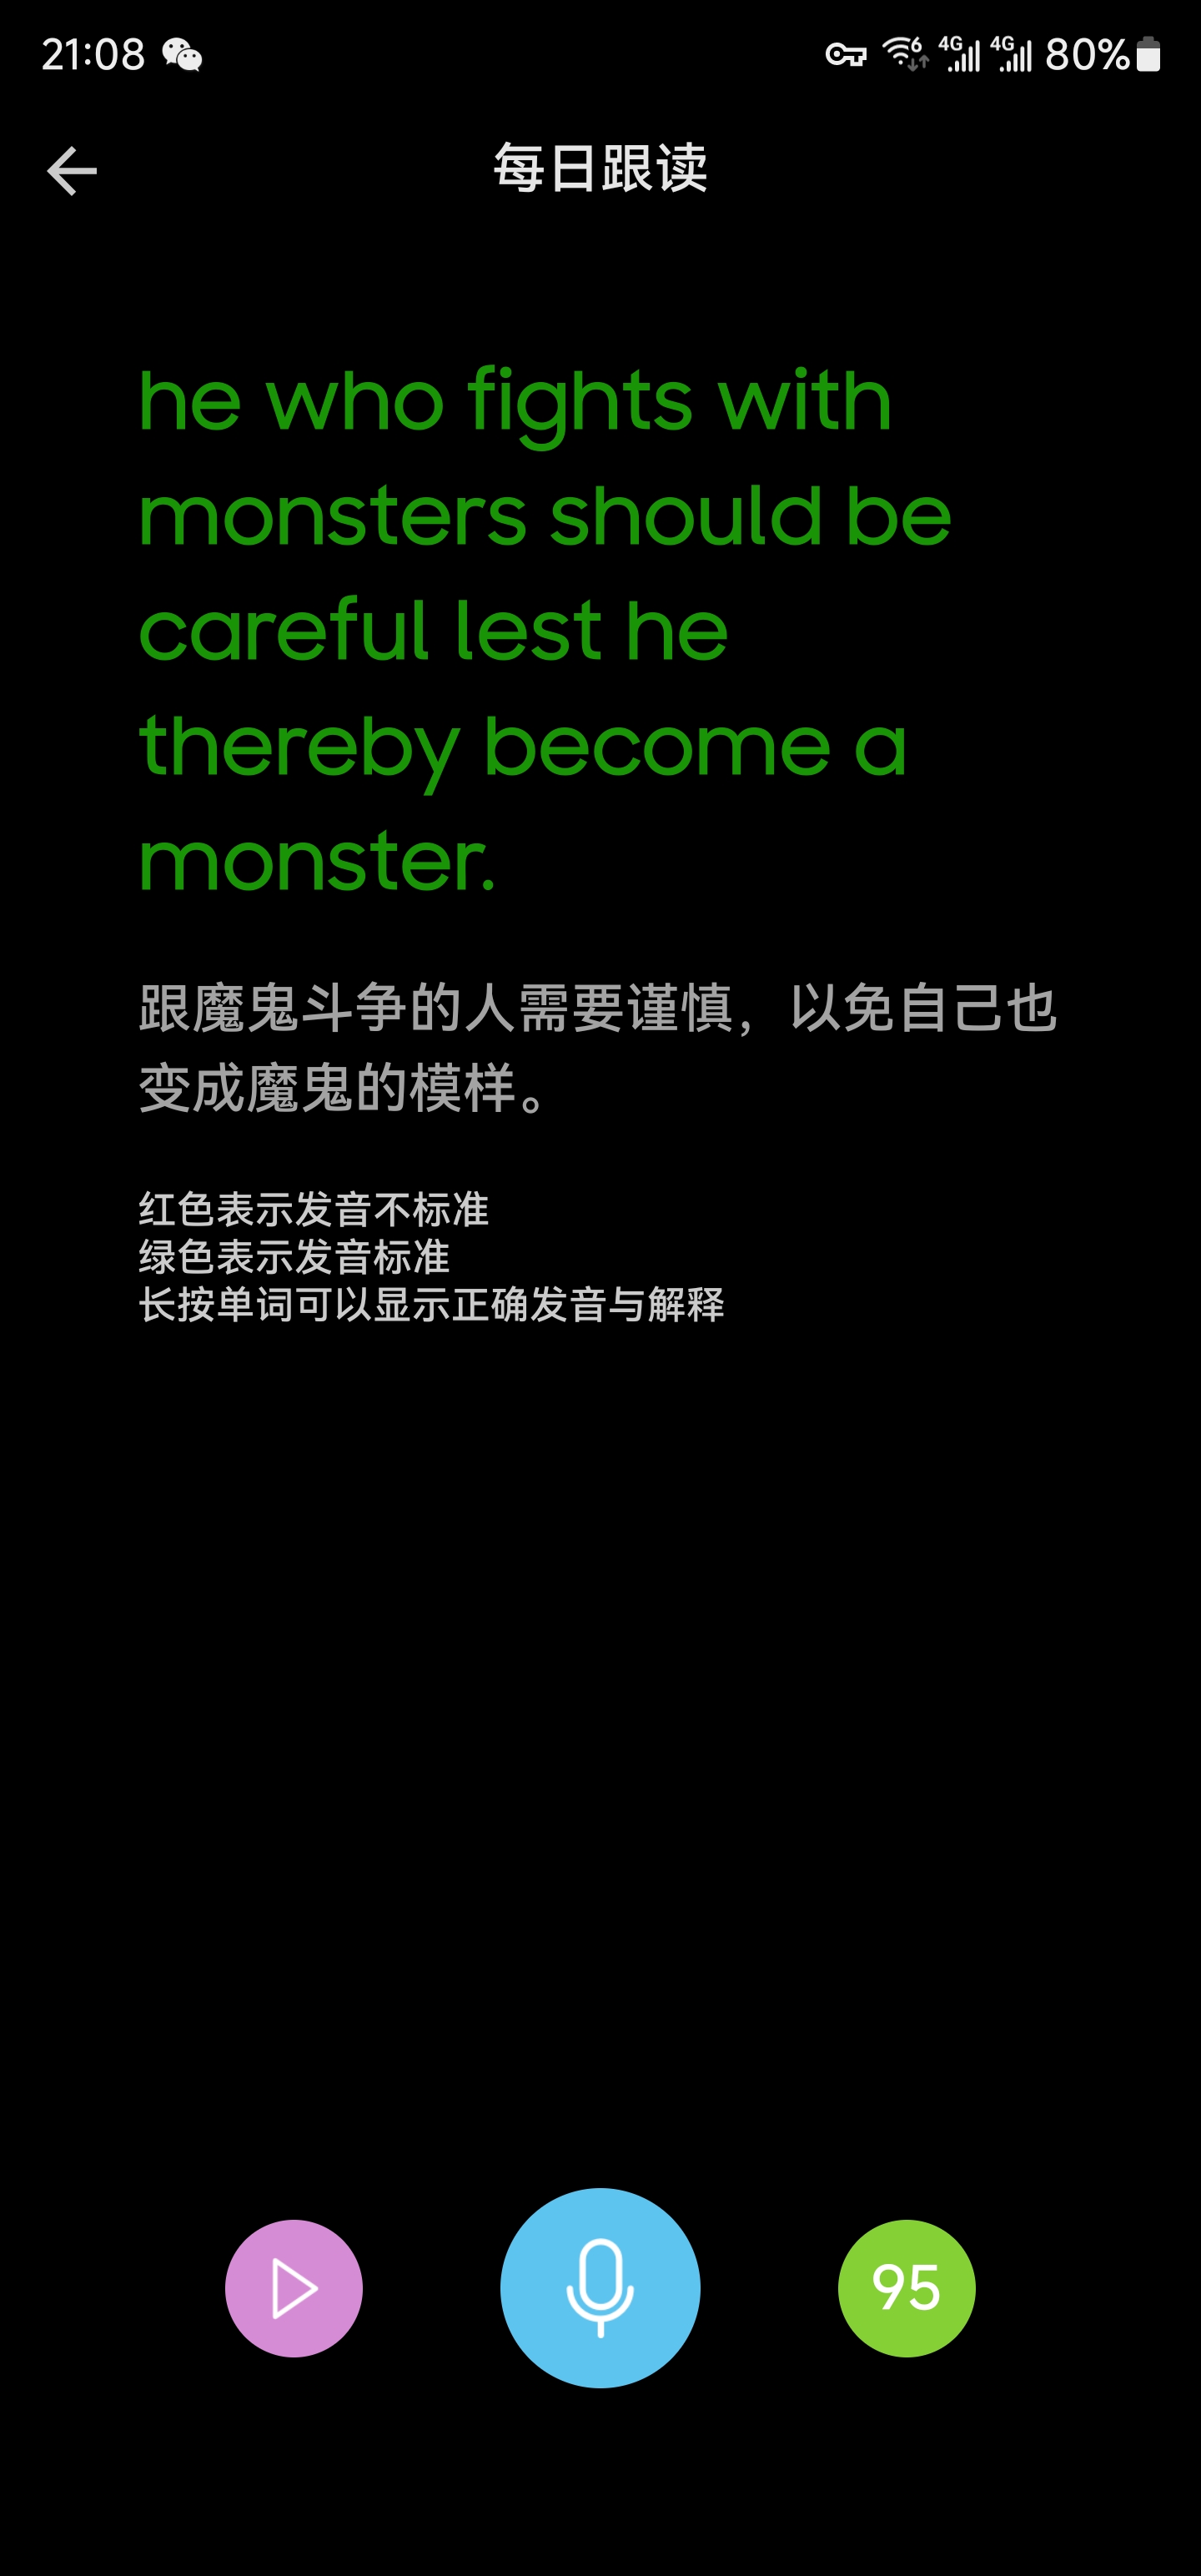 21:08 6 4G 4G 80%
每日跟读
he who fights with
monsters should be
careful lest he
thereby become a
monster.
跟魔鬼斗争的人需要谨慎，以免自己也
变成魔鬼的模样。
红色表示发音不标准
绿色表示发音标准
长按单词可以显示正确发音与解释
95